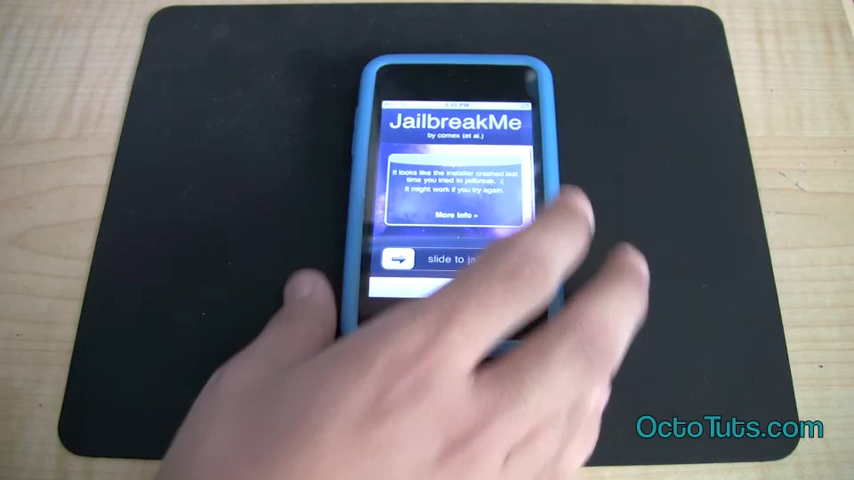 JailbreakMe
by comex (et al.)
It looks like the installer crashed last
time you tried to jailbreak. :(
It might work if you try again.
More Info »
slide to
OctoTuts.com